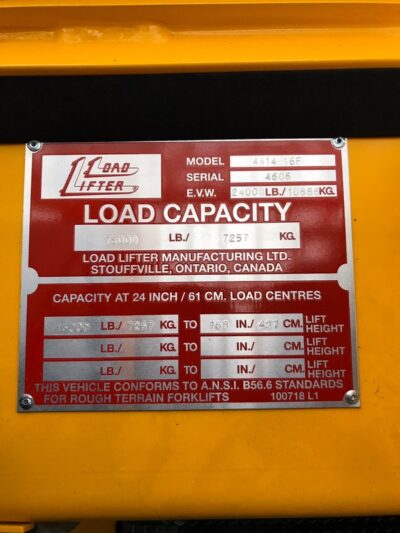 LOAD LIFTER
MODEL 4414-16F
SERIAL 4606
E.V.W. 24000 LB./10886 KG.
LOAD CAPACITY
LB./ 7257 KG.
LOAD LIFTER MANUFACTURING LTD.
STOUFFVILLE, ONTARIO, CANADA
CAPACITY AT 24 INCH / 61 CM. LOAD CENTRES
LB./ 7257 KG. TO IN./ CM. LIFT HEIGHT
LB./ KG. TO IN./ CM. LIFT HEIGHT
LB./ KG. TO IN./ CM. LIFT HEIGHT
THIS VEHICLE CONFORMS TO A.N.S.I. B56.6 STANDARDS
FOR ROUGH TERRAIN FORKLIFTS 100718 L1